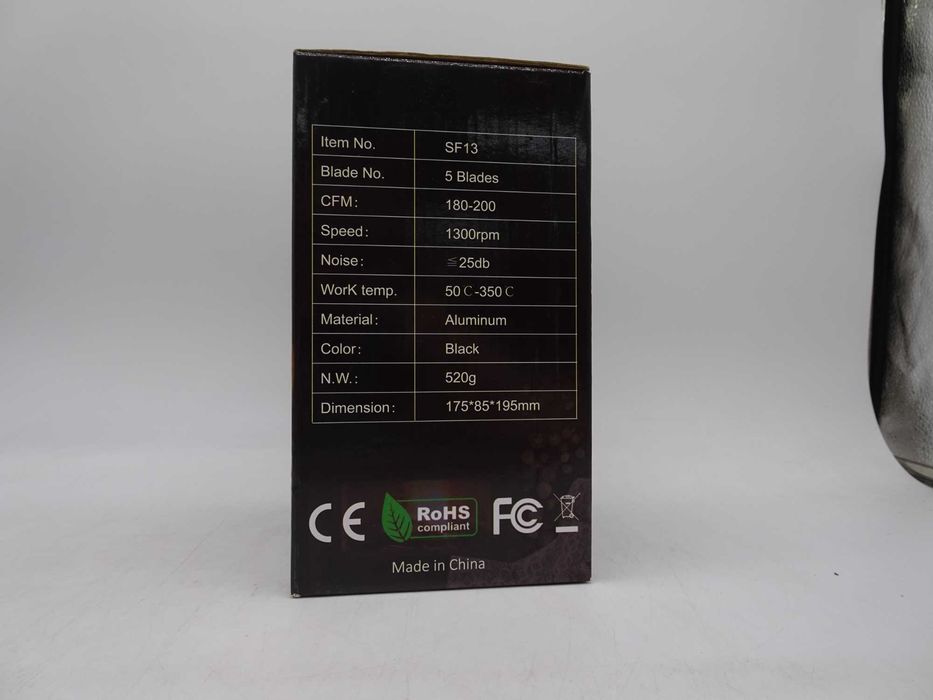 Item No. SF13
Blade No. 5 Blades
CFM: 180-200
Speed: 1300rpm
Noise: ≦25db
WorK temp. 50℃-350℃
Material: Aluminum
Color: Black
N.W.: 520g
Dimension: 175*85*195mm
CE RoHS FC
compliant
Made in China